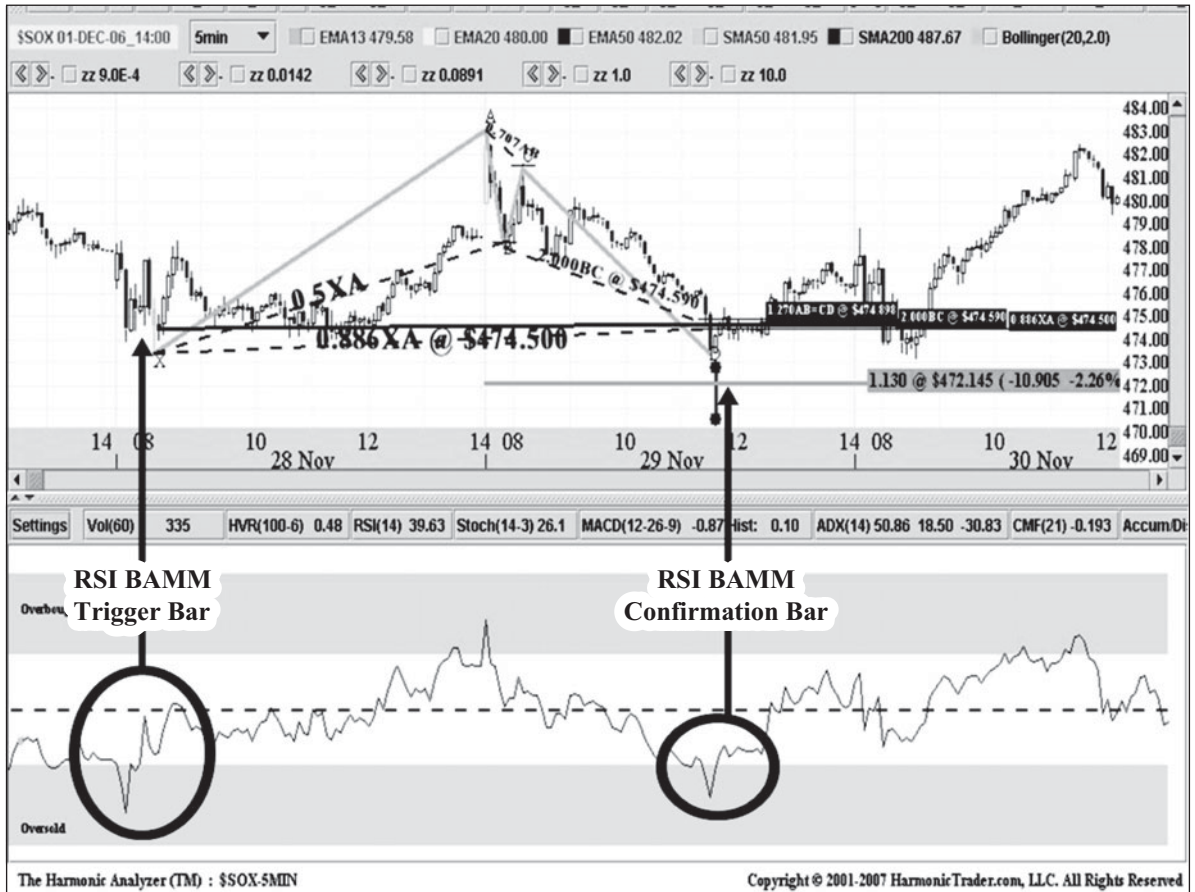 $SOX 01-DEC-06_14:00 5min EMA13 479.58 EMA20 480.00 EMA50 482.02 SMA50 481.95 SMA200 487.67 Bollinger(20,2.0)
zz 9.0E-4 zz 0.0142 zz 0.0891 zz 1.0 zz 10.0
484.00
483.00
482.00
481.00
480.00
479.00
478.00
477.00
476.00
475.00
474.00
473.00
472.00
471.00
470.00
469.00
A
0.707AB
C
B
0.5XA
2.000BC @ $474.590
1.270AB=CD @ $474.898
2.000BC @ $474.590
0.886XA @ $474.500
0.886XA @ $474.500
X
D
1.130 @ $472.145 ( -10.905 -2.26%
14 08 10 12 14 08 10 12 14 08 10 12
28 Nov 29 Nov 30 Nov
Settings Vol(60) 335 HVR(100-6) 0.48 RSI(14) 39.63 Stoch(14-3) 26.1 MACD(12-26-9) -0.87 Hist: 0.10 ADX(14) 50.86 18.50 -30.83 CMF(21) -0.193 Accum/Di
RSI BAMM
Trigger Bar
RSI BAMM
Confirmation Bar
Overbou
Oversold
The Harmonic Analyzer (TM) : $SOX-5MIN
Copyright © 2001-2007 HarmonicTrader.com, LLC. All Rights Reserved